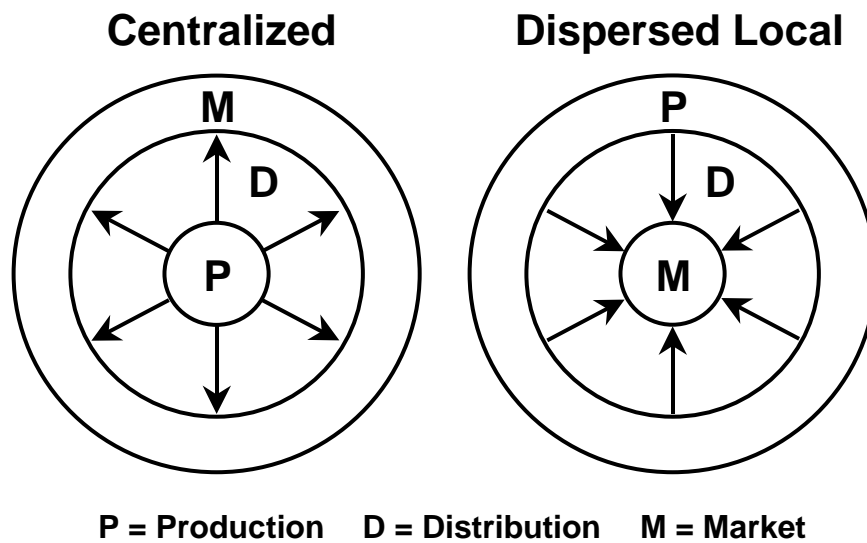 Centralized
Dispersed Local
M
P
D
D
P
M
P = Production D = Distribution M = Market